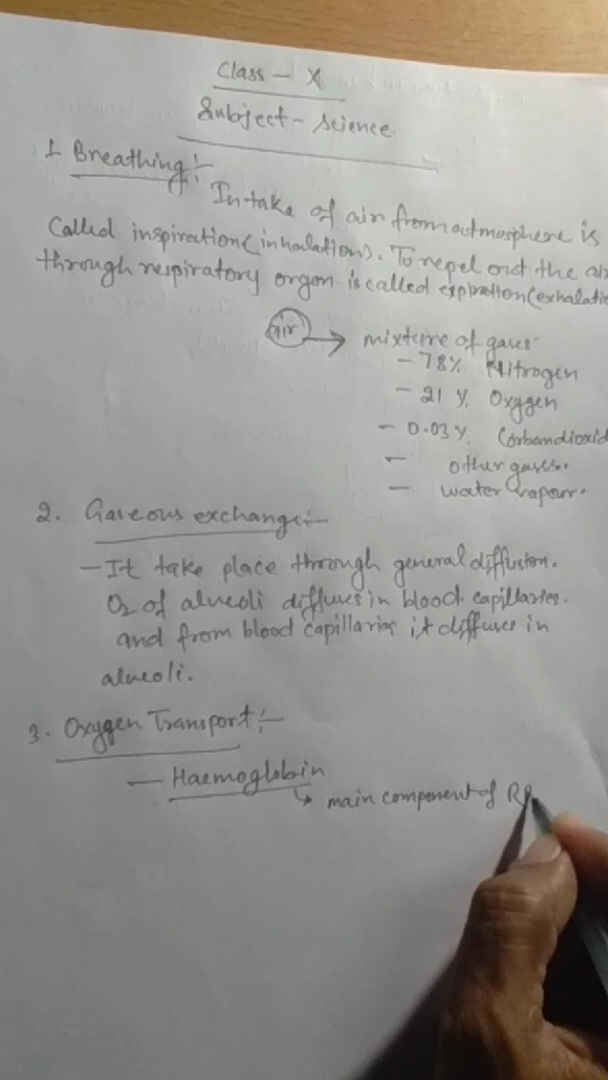 Class - X
Subject - Science
1. Breathing:-
Intake of air from atmosphere is
Called inspiration (inhalation). To repel out the air
through respiratory organ is called expiration (exhalatio
air → mixture of gases
- 78% Nitrogen
- 21 % Oxygen
- 0.03 % Carbandioxid
- other gases.
- water vapour.
2. Gaseous exchange:-
- It take place through general diffusion.
O2 of alveoli diffuses in blood capillaries.
and from blood capillaries it diffuses in
alveoli.
3. Oxygen Transport:-
- Haemoglobin
↳ main component of RB